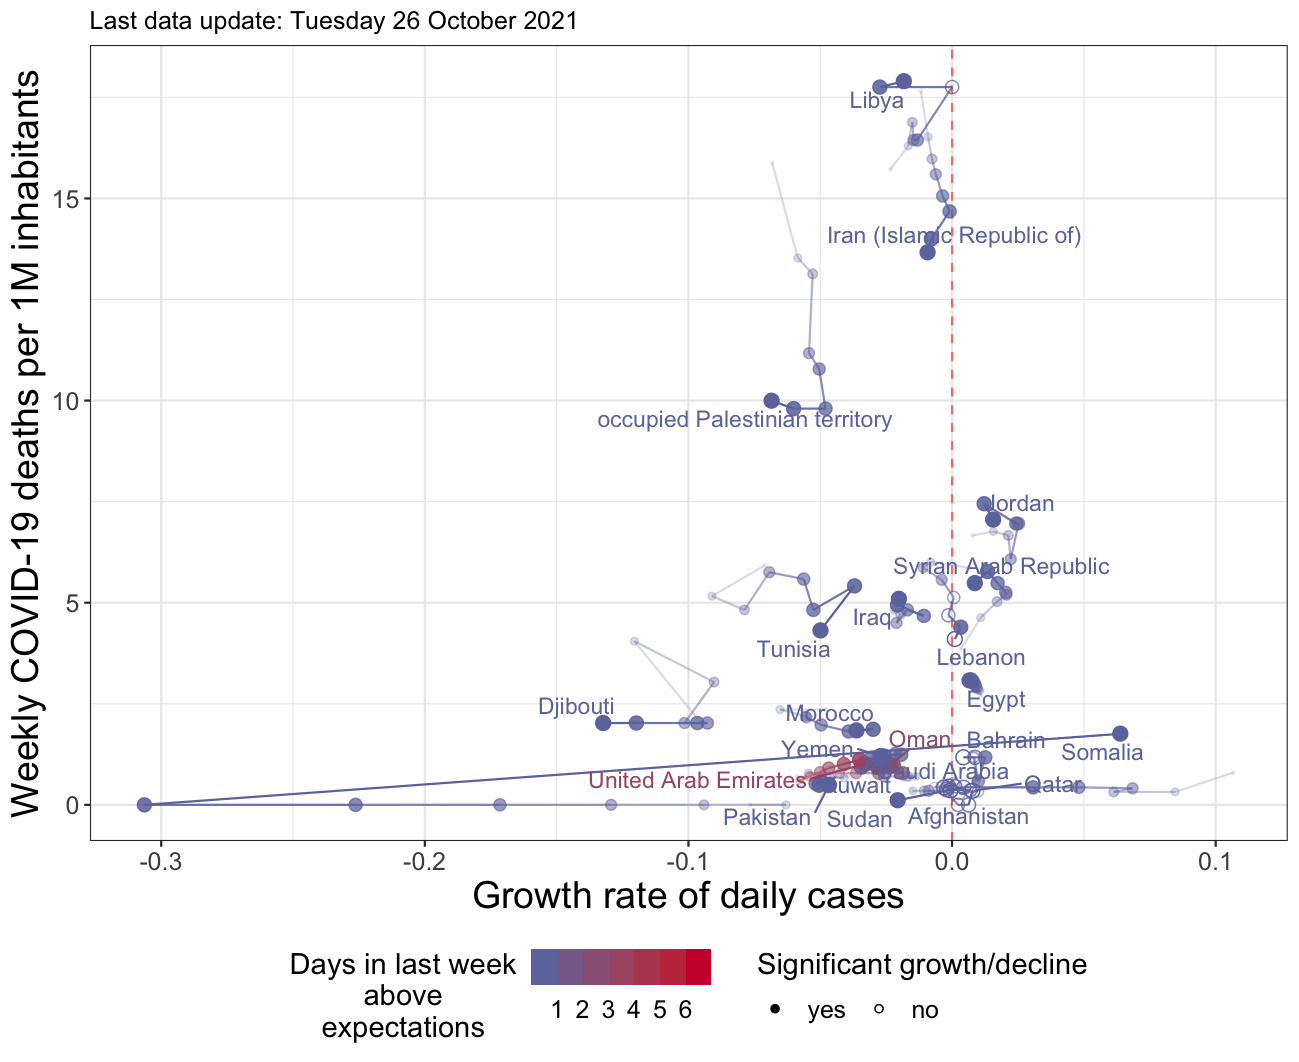 Last data update: Tuesday 26 October 2021
Weekly COVID-19 deaths per 1M inhabitants
15
10
5
0
Libya
Iran (Islamic Republic of)
occupied Palestinian territory
Jordan
Syrian Arab Republic
Iraq
Tunisia
Lebanon
Egypt
Djibouti
Morocco
Oman
Bahrain
Yemen
Somalia
Saudi Arabia
United Arab Emirates
Kuwait
Qatar
Pakistan
Sudan
Afghanistan
-0.3
-0.2
-0.1
0.0
0.1
Growth rate of daily cases
Days in last week
above
expectations
1 2 3 4 5 6
Significant growth/decline
yes
no